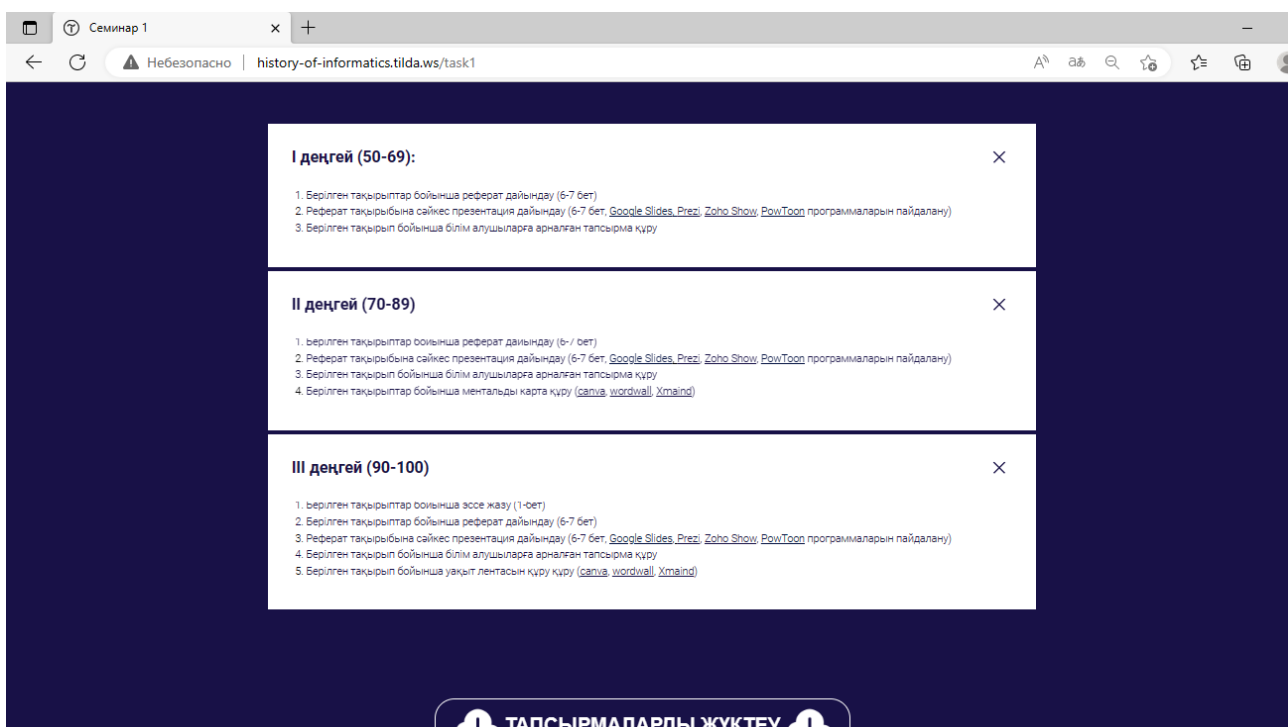 Семинар 1
Небезопасно
history-of-informatics.tilda.ws/task1
I деңгей (50-69):
1. Берілген тақырыптар бойынша реферат дайындау (6-7 бет)
2. Реферат тақырыбына сәйкес презентация дайындау (6-7 бет, Google Slides, Prezi, Zoho Show, PowToon программаларын пайдалану)
3. Берілген тақырып бойынша білім алушыларға арналған тапсырма құру
II деңгей (70-89)
1. Берілген тақырыптар бойынша реферат дайындау (6-7 бет)
2. Реферат тақырыбына сәйкес презентация дайындау (6-7 бет, Google Slides, Prezi, Zoho Show, PowToon программаларын пайдалану)
3. Берілген тақырып бойынша білім алушыларға арналған тапсырма құру
4. Берілген тақырыптар бойынша ментальды карта құру (canva, wordwall, Xmaind)
III деңгей (90-100)
1. Берілген тақырыптар бойынша эссе жазу (1-бет)
2. Берілген тақырыптар бойынша реферат дайындау (6-7 бет)
3. Реферат тақырыбына сәйкес презентация дайындау (6-7 бет, Google Slides, Prezi, Zoho Show, PowToon программаларын пайдалану)
4. Берілген тақырып бойынша білім алушыларға арналған тапсырма құру
5. Берілген тақырып бойынша уақыт лентасын құру құру (canva, wordwall, Xmaind)
ТАПСЫРМАЛАРДЫ ЖҮКТЕУ